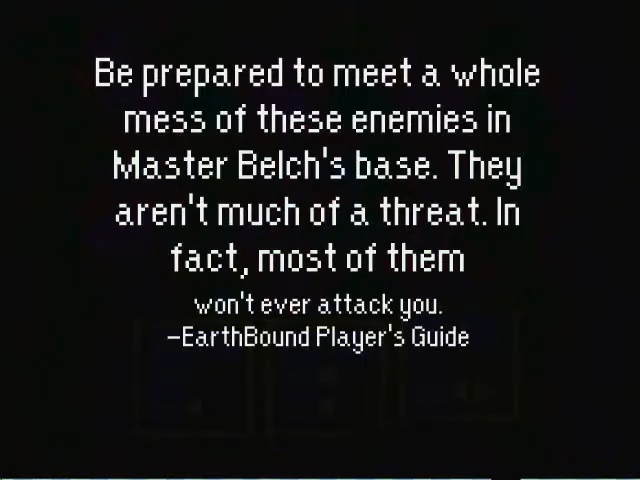 Be prepared to meet a whole
mess of these enemies in
Master Belch's base. They
aren't much of a threat. In
fact, most of them
won't ever attack you.
-EarthBound Player's Guide